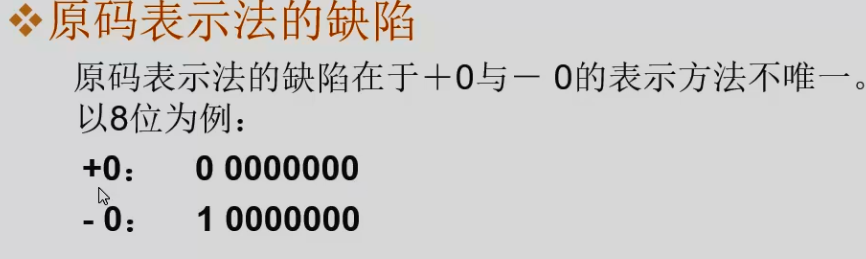 ❖原码表示法的缺陷
原码表示法的缺陷在于＋0与－ 0的表示方法不唯一。
以8位为例：
+0： 0 0000000
- 0： 1 0000000